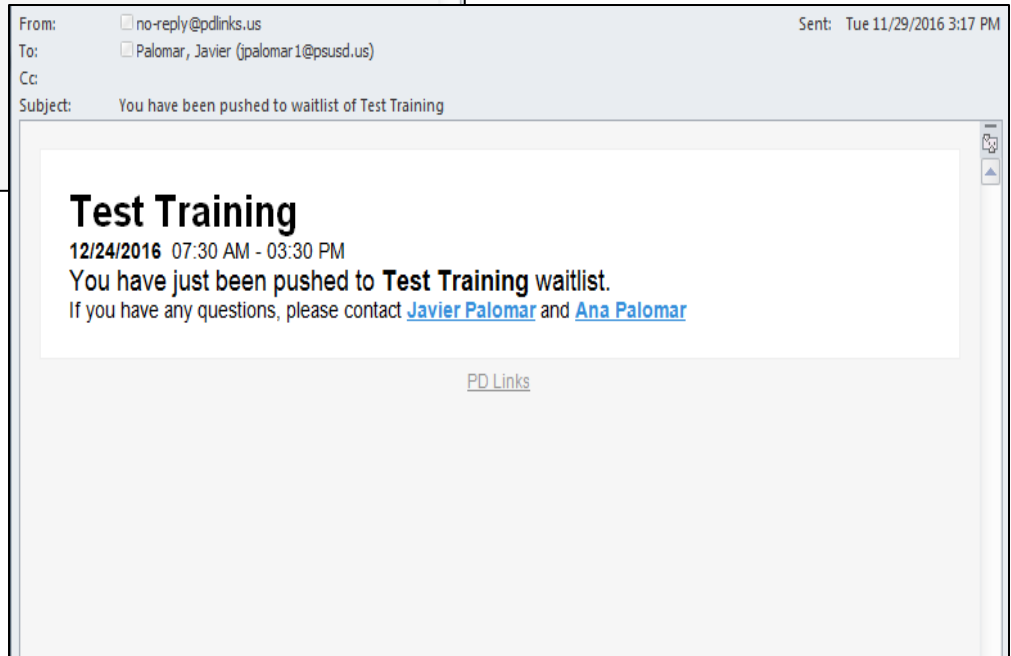 From: no-reply@pdlinks.us Sent: Tue 11/29/2016 3:17 PM
To: Palomar, Javier (jpalomar1@psusd.us)
Cc:
Subject: You have been pushed to waitlist of Test Training
Test Training
12/24/2016 07:30 AM - 03:30 PM
You have just been pushed to Test Training waitlist.
If you have any questions, please contact Javier Palomar and Ana Palomar
PD Links